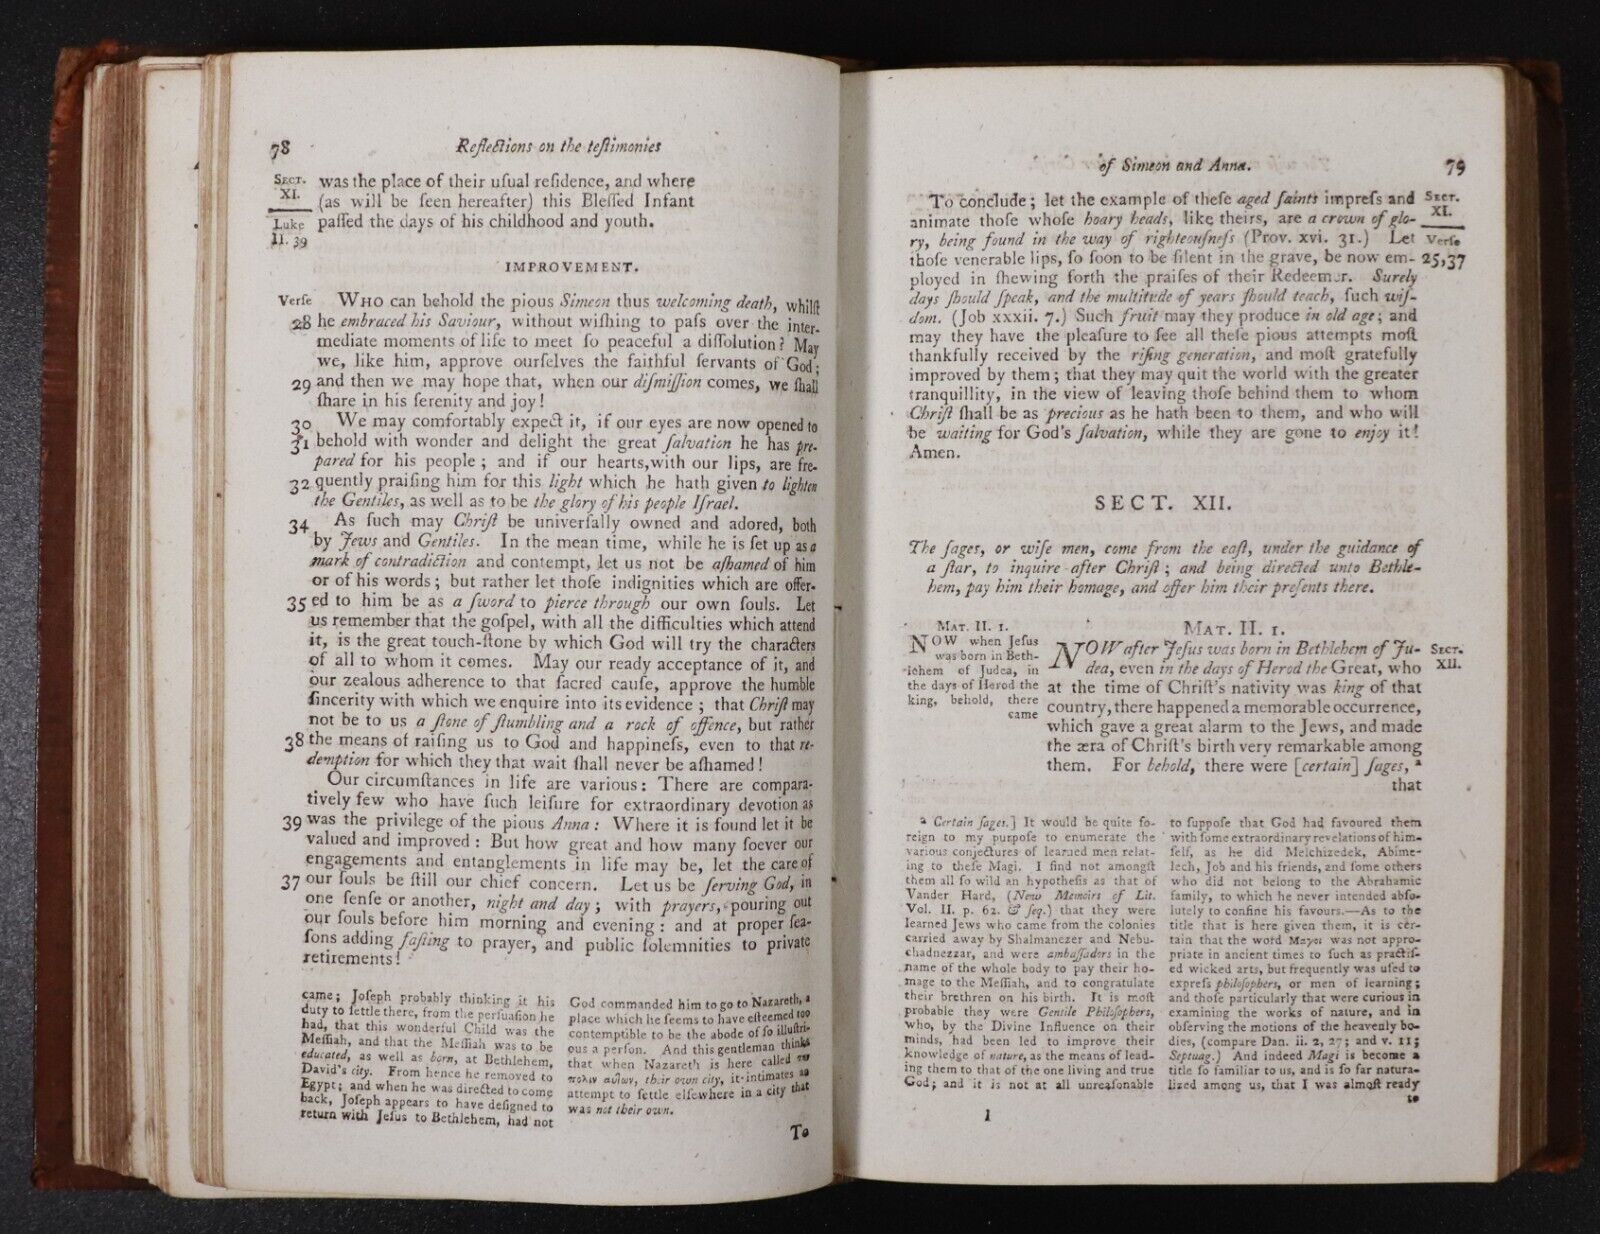 78 Reflections on the teſtimonies
SECT. XI.
Luke II. 39
was the place of their uſual reſidence, and where
(as will be ſeen hereafter) this Bleſſed Infant
paſſed the days of his childhood and youth.
IMPROVEMENT.
Verſe WHO can behold the pious Simeon thus welcoming death, whilſt
28 he embraced his Saviour, without wiſhing to paſs over the inter-
mediate moments of life to meet ſo peaceful a diſſolution? May
we, like him, approve ourſelves the faithful ſervants of God;
29 and then we may hope that, when our diſmiſſion comes, we ſhall
ſhare in his ſerenity and joy!
30 We may comfortably expect it, if our eyes are now opened to
31 behold with wonder and delight the great ſalvation he has pre-
pared for his people; and if our hearts, with our lips, are fre-
32 quently praiſing him for this light which he hath given to lighten
the Gentiles, as well as to be the glory of his people Iſrael.
34 As ſuch may Chriſt be univerſally owned and adored, both
by Jews and Gentiles. In the mean time, while he is ſet up as a
mark of contradiction and contempt, let us not be aſhamed of him
or of his words; but rather let thoſe indignities which are offer-
35 ed to him be as a ſword to pierce through our own ſouls. Let
us remember that the goſpel, with all the difficulties which attend
it, is the great touch-ſtone by which God will try the characters
of all to whom it comes. May our ready acceptance of it, and
our zealous adherence to that ſacred cauſe, approve the humble
ſincerity with which we enquire into its evidence; that Chriſt may
not be to us a ſtone of ſtumbling and a rock of offence, but rather
38 the means of raiſing us to God and happineſs, even to that re-
demption for which they that wait ſhall never be aſhamed!
Our circumſtances in life are various: There are compara-
tively few who have ſuch leiſure for extraordinary devotion as
39 was the privilege of the pious Anna: Where it is found let it be
valued and improved: But how great and how many ſoever our
engagements and entanglements in life may be, let the care of
37 our ſouls be ſtill our chief concern. Let us be ſerving God, in
one ſenſe or another, night and day; with prayers, pouring out
our ſouls before him morning and evening: and at proper ſea-
ſons adding faſting to prayer, and public ſolemnities to private
retirements!
came; Joſeph probably thinking it his
duty to ſettle there, from the perſuaſion he
had, that this wonderful Child was the
Meſſiah, and that the Meſſiah was to be
educated, as well as born, at Bethlehem,
David's city. From hence he removed to
Egypt; and when he was directed to come
back, Joſeph appears to have deſigned to
return with Jeſus to Bethlehem, had not
God commanded him to go to Nazareth, a
place which he ſeems to have eſteemed too
contemptible to be the abode of ſo illuſtri-
ous a perſon. And this gentleman thinks
that when Nazareth is here called την
πολιν αυΙων, their own city, it intimates an
attempt to ſettle elſewhere in a city that
was not their own.
To
of Simeon and Anna. 79
To conclude; let the example of theſe aged ſaints impreſs and
animate thoſe whoſe hoary heads, like theirs, are a crown of glo-
ry, being found in the way of righteouſneſs (Prov. xvi. 31.) Let
thoſe venerable lips, ſo ſoon to be ſilent in the grave, be now em-
ployed in ſhewing forth the praiſes of their Redeemer. Surely
days ſhould ſpeak, and the multitude of years ſhould teach, ſuch wiſ-
dom. (Job xxxii. 7.) Such fruit may they produce in old age; and
may they have the pleaſure to ſee all theſe pious attempts moſt
thankfully received by the riſing generation, and moſt gratefully
improved by them; that they may quit the world with the greater
tranquillity, in the view of leaving thoſe behind them to whom
Chriſt ſhall be as precious as he hath been to them, and who will
be waiting for God's ſalvation, while they are gone to enjoy it!
Amen.
SECT. XI.
Verſe
25,37
SECT. XII.
The ſages, or wiſe men, come from the eaſt, under the guidance of
a ſtar, to inquire after Chriſt; and being directed unto Bethle-
hem, pay him their homage, and offer him their preſents there.
MAT. II. 1.
NOW when Jeſus
was born in Beth-
lehem of Judea, in
the days of Herod the
king, behold, there
came
MAT. II. 1.
NOW after Jeſus was born in Bethlehem of Ju-
dea, even in the days of Herod the Great, who
at the time of Chriſt's nativity was king of that
country, there happened a memorable occurrence,
which gave a great alarm to the Jews, and made
the æra of Chriſt's birth very remarkable among
them. For behold, there were [certain] ſages, a
that
SECT. XII.
a Certain ſages.] It would be quite fo-
reign to my purpoſe to enumerate the
various conjectures of learned men relat-
ing to theſe Magi. I find not amongſt
them all ſo wild an hypotheſis as that of
Vander Hard, (New Memoirs of Lit.
Vol. II. p. 62. & ſeq.) that they were
learned Jews who came from the colonies
carried away by Shalmanezer and Nebu-
chadnezzar, and were ambaſſadors in the
name of the whole body to pay their ho-
mage to the Meſſiah, and to congratulate
their brethren on his birth. It is moſt
probable they were Gentile Philoſophers,
who, by the Divine Influence on their
minds, had been led to improve their
knowledge of nature, as the means of lead-
ing them to that of the one living and true
God; and it is not at all unreaſonable
to ſuppoſe that God had favoured them
with ſome extraordinary revelations of him-
ſelf, as he did Melchizedek, Abime-
lech, Job and his friends, and ſome others
who did not belong to the Abrahamic
family, to which he never intended abſo-
lutely to confine his favours.—As to the
title that is here given them, it is cer-
tain that the word Μαγοι was not appro-
priate in ancient times to ſuch as practiſ-
ed wicked arts, but frequently was uſed to
expreſs philoſophers, or men of learning;
and thoſe particularly that were curious in
examining the works of nature, and in
obſerving the motions of the heavenly bo-
dies, (compare Dan. ii. 2, 27; and v. 11;
Septuag.) And indeed Magi is become a
title ſo familiar to us, and is ſo far natura-
lized among us, that I was almoſt ready
to
I